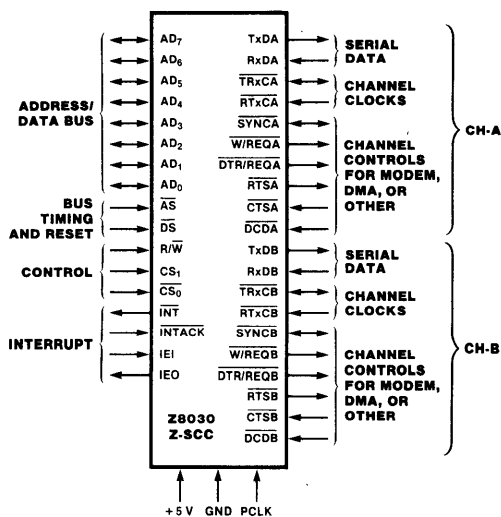 ADDRESS/
DATA BUS
BUS
TIMING
AND RESET
CONTROL
INTERRUPT
AD7
AD6
AD5
AD4
AD3
AD2
AD1
AD0
AS
DS
R/W
CS1
CS0
INT
INTACK
IEI
IEO
Z8030
Z-SCC
TxDA
RxDA
TRxCA
RTxCA
SYNCA
W/REQA
DTR/REQA
RTSA
CTSA
DCDA
TxDB
RxDB
TRxCB
RTxCB
SYNCB
W/REQB
DTR/REQB
RTSB
CTSB
DCDB
SERIAL
DATA
CHANNEL
CLOCKS
CHANNEL
CONTROLS
FOR MODEM,
DMA, OR
OTHER
CH-A
SERIAL
DATA
CHANNEL
CLOCKS
CHANNEL
CONTROLS
FOR MODEM,
DMA, OR
OTHER
CH-B
+5 V GND PCLK